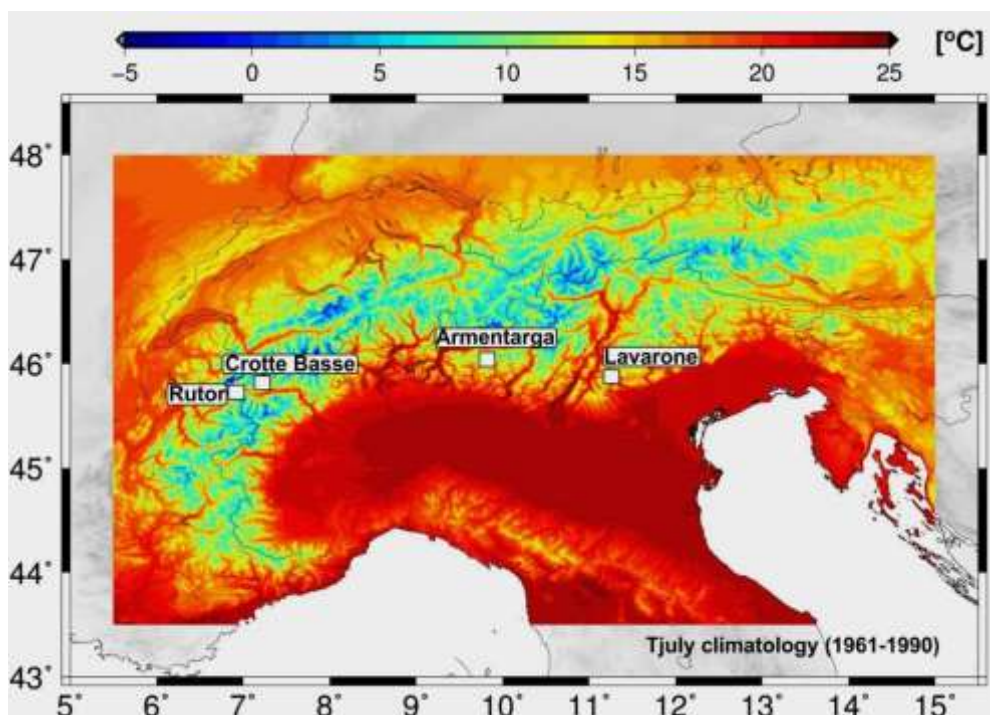 [°C]
−5 0 5 10 15 20 25
48˚
47˚
Armentarga
46˚
Crotte Basse
Lavarone
Rutor
45˚
44˚
Tjuly climatology (1961-1990)
43˚
5˚ 6˚ 7˚ 8˚ 9˚ 10˚ 11˚ 12˚ 13˚ 14˚ 15˚